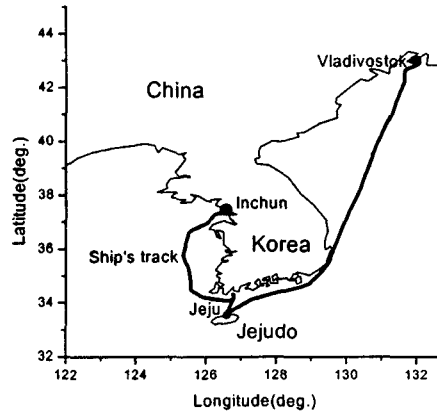 44
42
40
38
36
34
32
Latitude(deg.)
Vladivostok
China
Inchun
Korea
Ship's track
Jeju
Jejudo
122
124
126
128
130
132
Longitude(deg.)